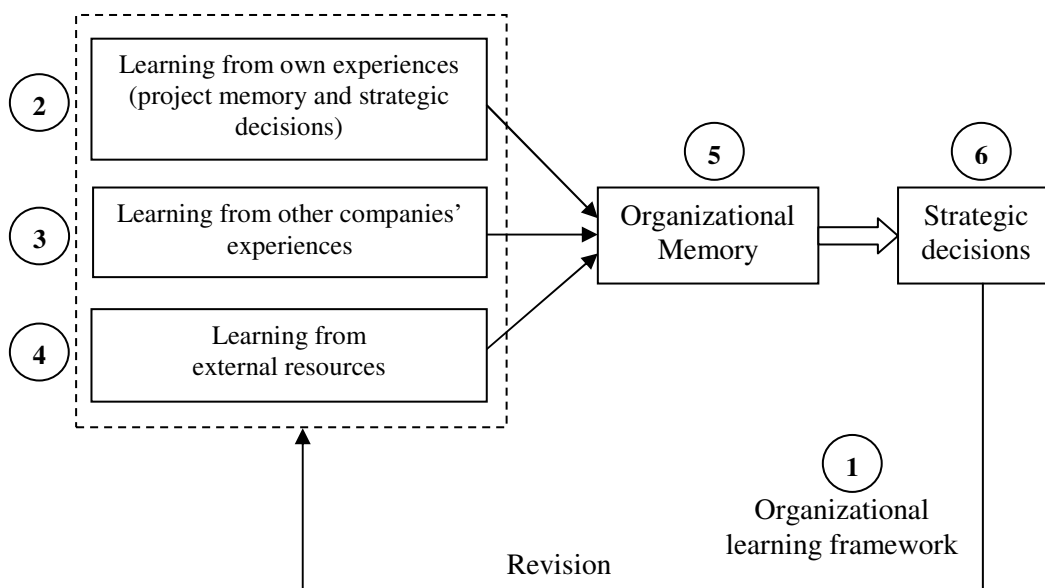 2
Learning from own experiences
(project memory and strategic
decisions)
3
Learning from other companies’
experiences
4
Learning from
external resources
5
Organizational
Memory
6
Strategic
decisions
1
Organizational
learning framework
Revision